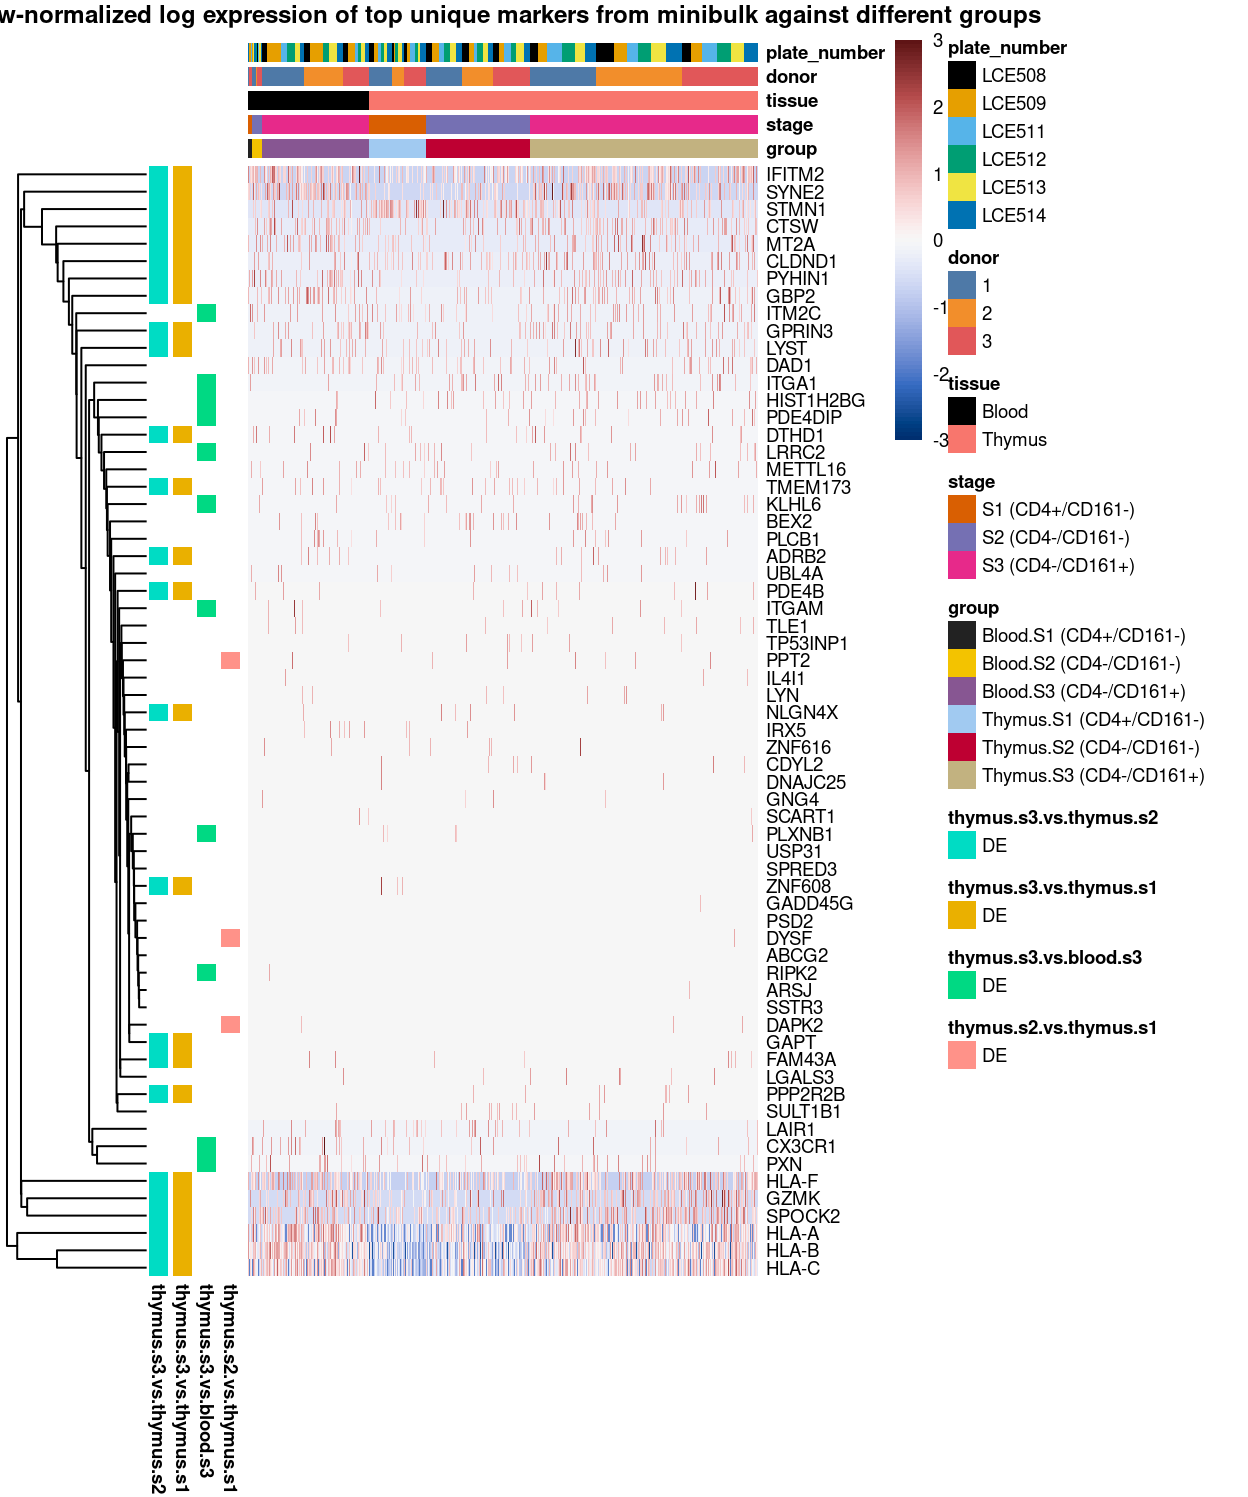 w-normalized log expression of top unique markers from minibulk against different groups
plate_number
donor
tissue
stage
group
IFITM2
SYNE2
STMN1
CTSW
MT2A
CLDND1
PYHIN1
GBP2
ITM2C
GPRIN3
LYST
DAD1
ITGA1
HIST1H2BG
PDE4DIP
DTHD1
LRRC2
METTL16
TMEM173
KLHL6
BEX2
PLCB1
ADRB2
UBL4A
PDE4B
ITGAM
TLE1
TP53INP1
PPT2
IL4I1
LYN
NLGN4X
IRX5
ZNF616
CDYL2
DNAJC25
GNG4
SCART1
PLXNB1
USP31
SPRED3
ZNF608
GADD45G
PSD2
DYSF
ABCG2
RIPK2
ARSJ
SSTR3
DAPK2
GAPT
FAM43A
LGALS3
PPP2R2B
SULT1B1
LAIR1
CX3CR1
PXN
HLA-F
GZMK
SPOCK2
HLA-A
HLA-B
HLA-C
thymus.s3.vs.thymus.s2
thymus.s3.vs.thymus.s1
thymus.s3.vs.blood.s3
thymus.s2.vs.thymus.s1
3
2
1
0
-1
-2
-3
plate_number
LCE508
LCE509
LCE511
LCE512
LCE513
LCE514
donor
1
2
3
tissue
Blood
Thymus
stage
S1 (CD4+/CD161-)
S2 (CD4-/CD161-)
S3 (CD4-/CD161+)
group
Blood.S1 (CD4+/CD161-)
Blood.S2 (CD4-/CD161-)
Blood.S3 (CD4-/CD161+)
Thymus.S1 (CD4+/CD161-)
Thymus.S2 (CD4-/CD161-)
Thymus.S3 (CD4-/CD161+)
thymus.s3.vs.thymus.s2
DE
thymus.s3.vs.thymus.s1
DE
thymus.s3.vs.blood.s3
DE
thymus.s2.vs.thymus.s1
DE